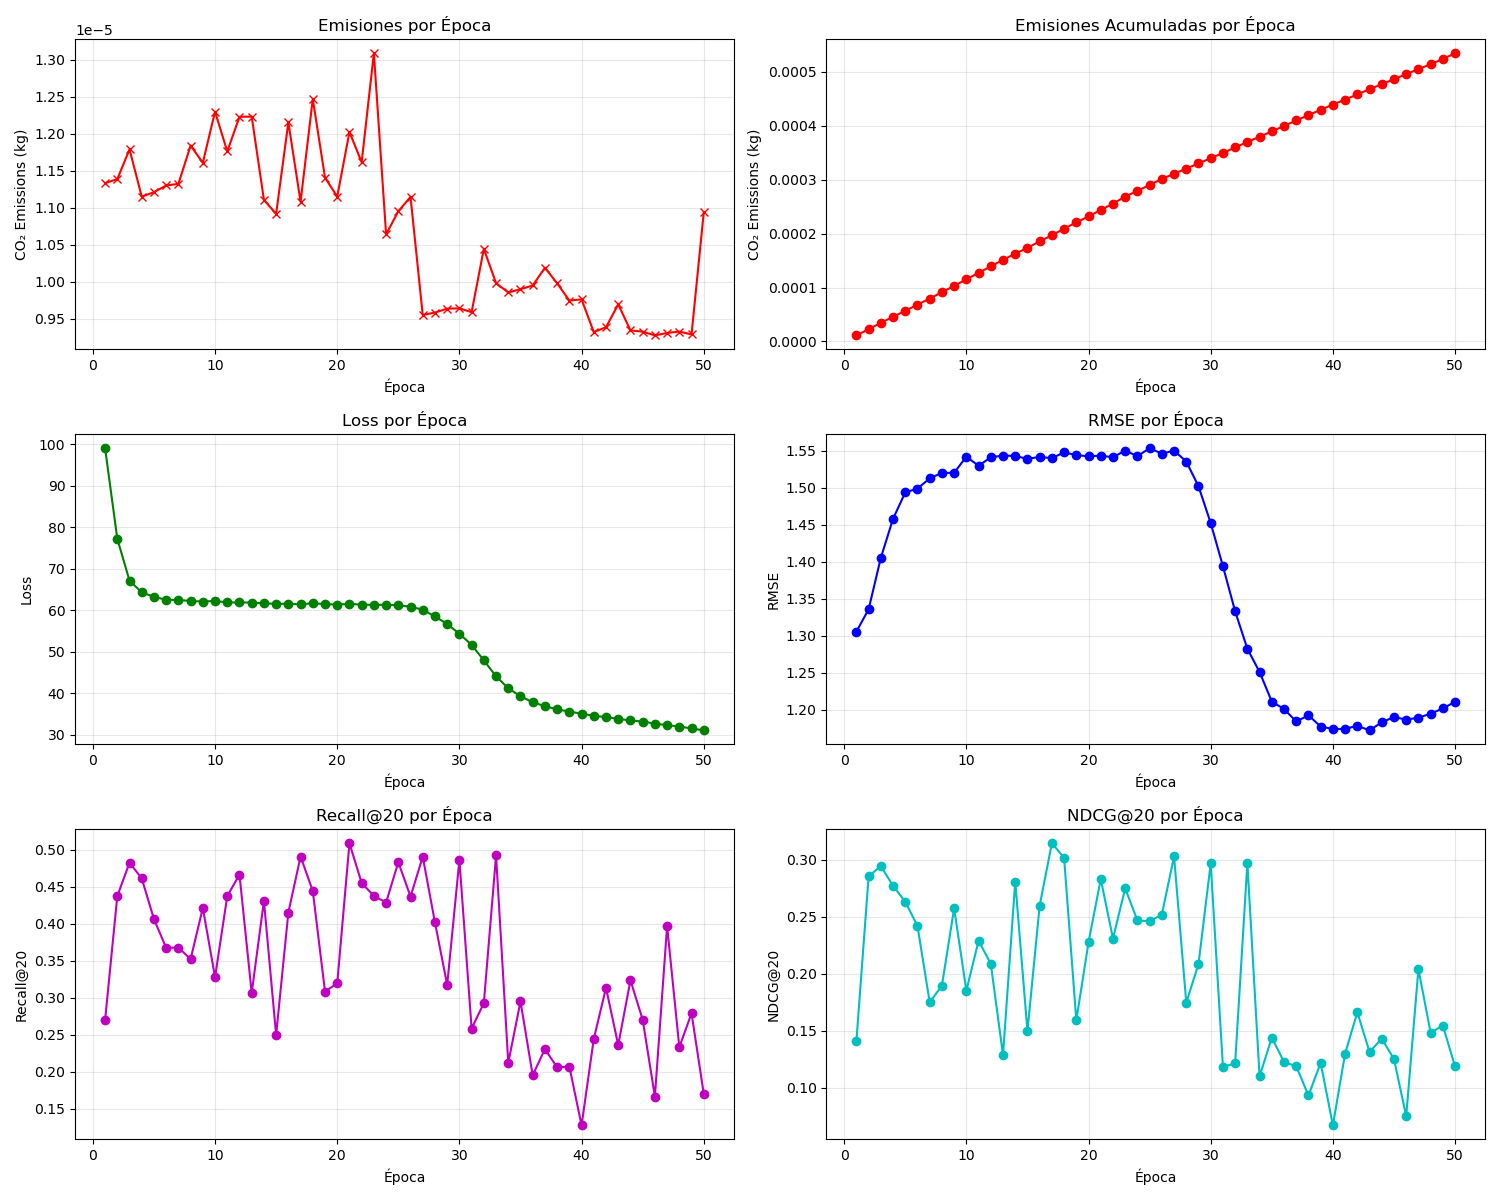 Emisiones por Época
1e−5
CO₂ Emissions (kg)
1.30
1.25
1.20
1.15
1.10
1.05
1.00
0.95
0 10 20 30 40 50
Época
Emisiones Acumuladas por Época
CO₂ Emissions (kg)
0.0005
0.0004
0.0003
0.0002
0.0001
0.0000
0 10 20 30 40 50
Época
Loss por Época
Loss
100
90
80
70
60
50
40
30
0 10 20 30 40 50
Época
RMSE por Época
RMSE
1.55
1.50
1.45
1.40
1.35
1.30
1.25
1.20
0 10 20 30 40 50
Época
Recall@20 por Época
Recall@20
0.50
0.45
0.40
0.35
0.30
0.25
0.20
0.15
0 10 20 30 40 50
Época
NDCG@20 por Época
NDCG@20
0.30
0.25
0.20
0.15
0.10
0 10 20 30 40 50
Época